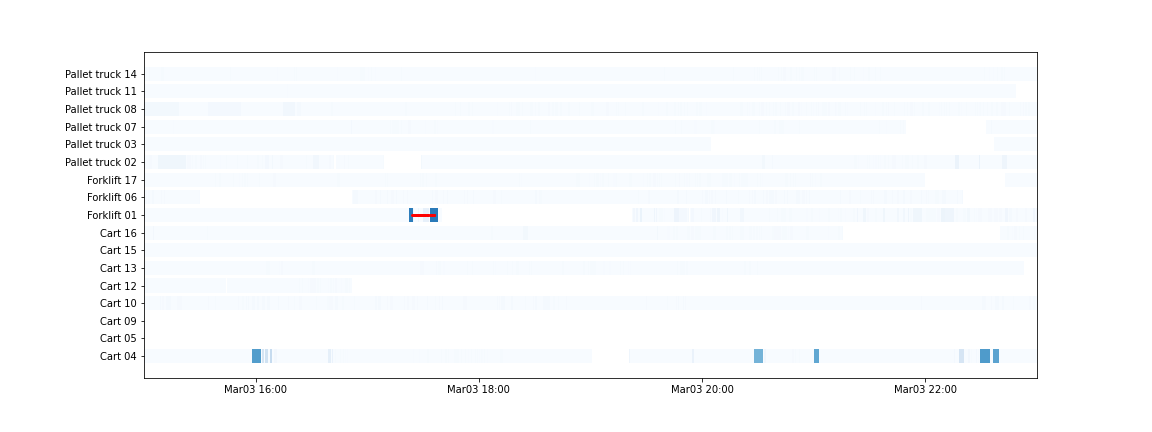 Pallet truck 14
Pallet truck 11
Pallet truck 08
Pallet truck 07
Pallet truck 03
Pallet truck 02
Forklift 17
Forklift 06
Forklift 01
Cart 16
Cart 15
Cart 13
Cart 12
Cart 10
Cart 09
Cart 05
Cart 04
Mar03 16:00 Mar03 18:00 Mar03 20:00 Mar03 22:00